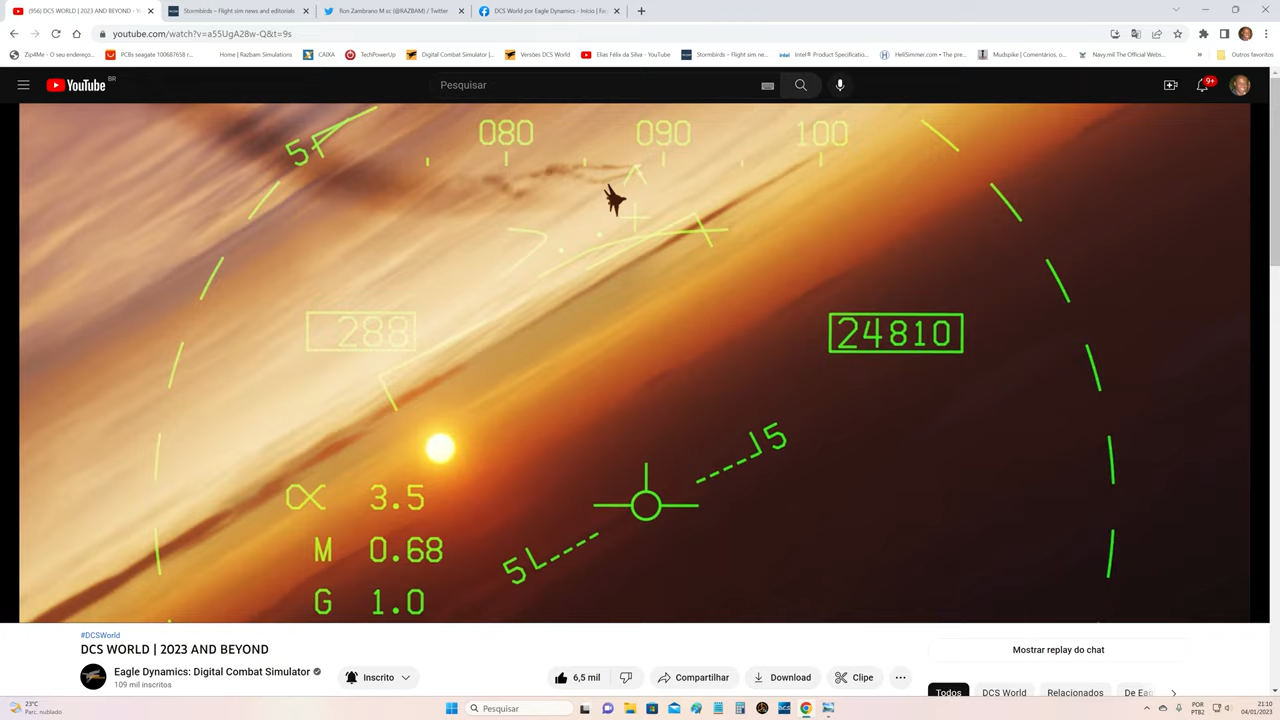 (956) DCS WORLD | 2023 AND BEYOND - Yo
Stormbirds – Flight sim news and editorials
Ron Zambrano M sc (@RAZBAM) / Twitter
DCS World por Eagle Dynamics - Início | Fac
youtube.com/watch?v=a55UgA28w-Q&t=9s
Zip4Me - O seu endereço...
PCBs seagate 100687658 r...
Home | Razbam Simulations
CAIXA
TechPowerUp
Digital Combat Simulator |...
Versões DCS World
Elias Félix da Silva - YouTube
Stormbirds – Flight sim ne...
Intel® Product Specificatio...
HeliSimmer.com - The pre...
Mudspike | Comentários, o...
Navy.mil The Official Webs...
»
Outros favoritos
YouTube BR
Pesquisar
9+
5
080 090 100
288
24810
α 3.5
M 0.68
G 1.0
5
5
#DCSWorld
DCS WORLD | 2023 AND BEYOND
Eagle Dynamics: Digital Combat Simulator
109 mil inscritos
Inscrito
6,5 mil
Compartilhar
Download
Clipe
Mostrar replay do chat
Todos
DCS World
Relacionados
De Eag
23°C
Parc. nublado
Pesquisar
POR
PTB2
21:10
04/01/2023